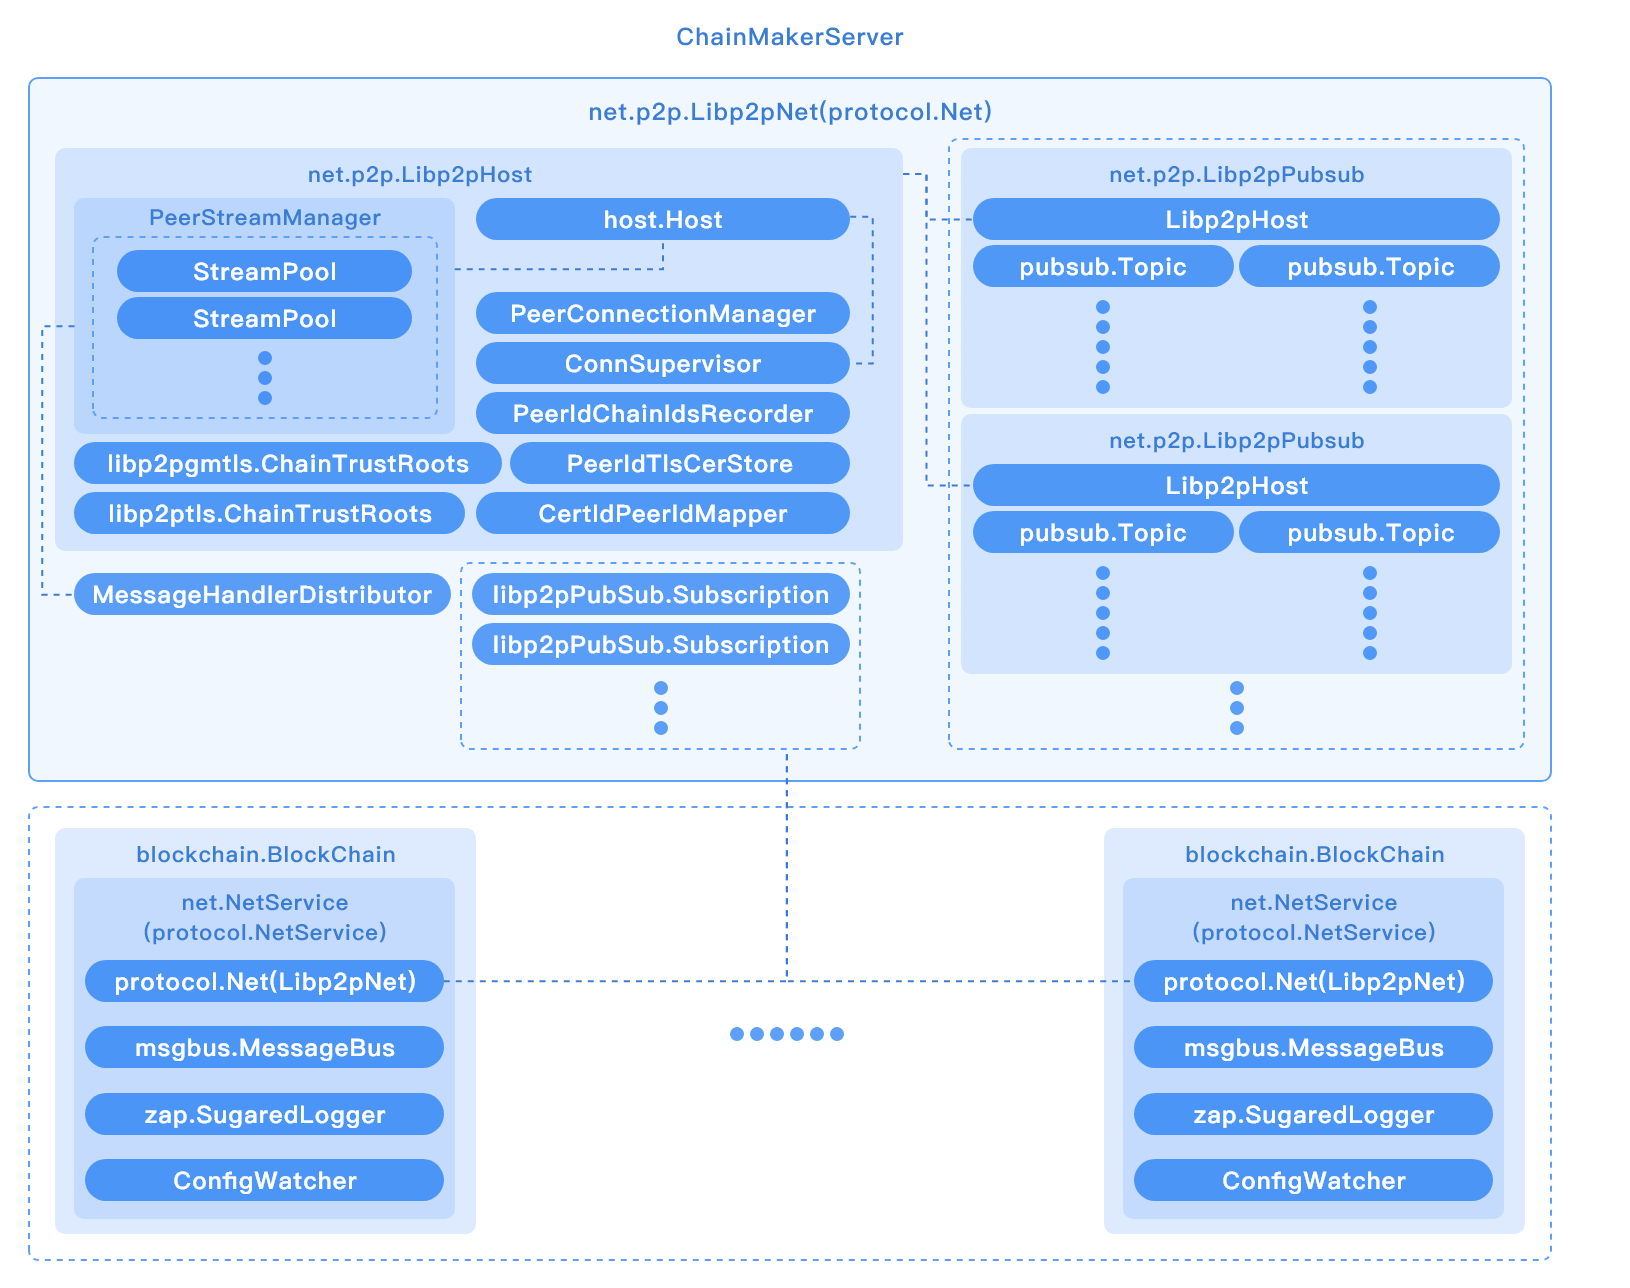 ChainMakerServer
net.p2p.Libp2pNet(protocol.Net)
net.p2p.Libp2pHost
PeerStreamManager
StreamPool
StreamPool
host.Host
PeerConnectionManager
ConnSupervisor
PeerIdChainIdsRecorder
libp2pgmtls.ChainTrustRoots
PeerIdTlsCerStore
libp2ptls.ChainTrustRoots
CertIdPeerIdMapper
MessageHandlerDistributor
libp2pPubSub.Subscription
libp2pPubSub.Subscription
net.p2p.Libp2pPubsub
Libp2pHost
pubsub.Topic
pubsub.Topic
net.p2p.Libp2pPubsub
Libp2pHost
pubsub.Topic
pubsub.Topic
blockchain.BlockChain
net.NetService
(protocol.NetService)
protocol.Net(Libp2pNet)
msgbus.MessageBus
zap.SugaredLogger
ConfigWatcher
blockchain.BlockChain
net.NetService
(protocol.NetService)
protocol.Net(Libp2pNet)
msgbus.MessageBus
zap.SugaredLogger
ConfigWatcher